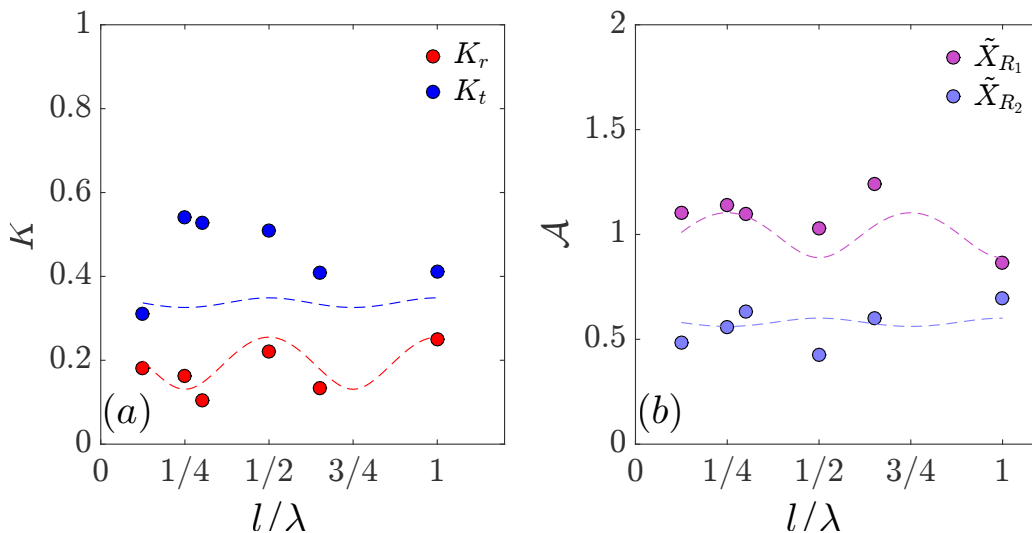 1
0.8
0.6
0.4
0.2
0
K
K_r
K_t
(a)
0 1/4 1/2 3/4 1
l/λ
2
1.5
1
0.5
0
𝒜
X̃_{R_1}
X̃_{R_2}
(b)
0 1/4 1/2 3/4 1
l/λ